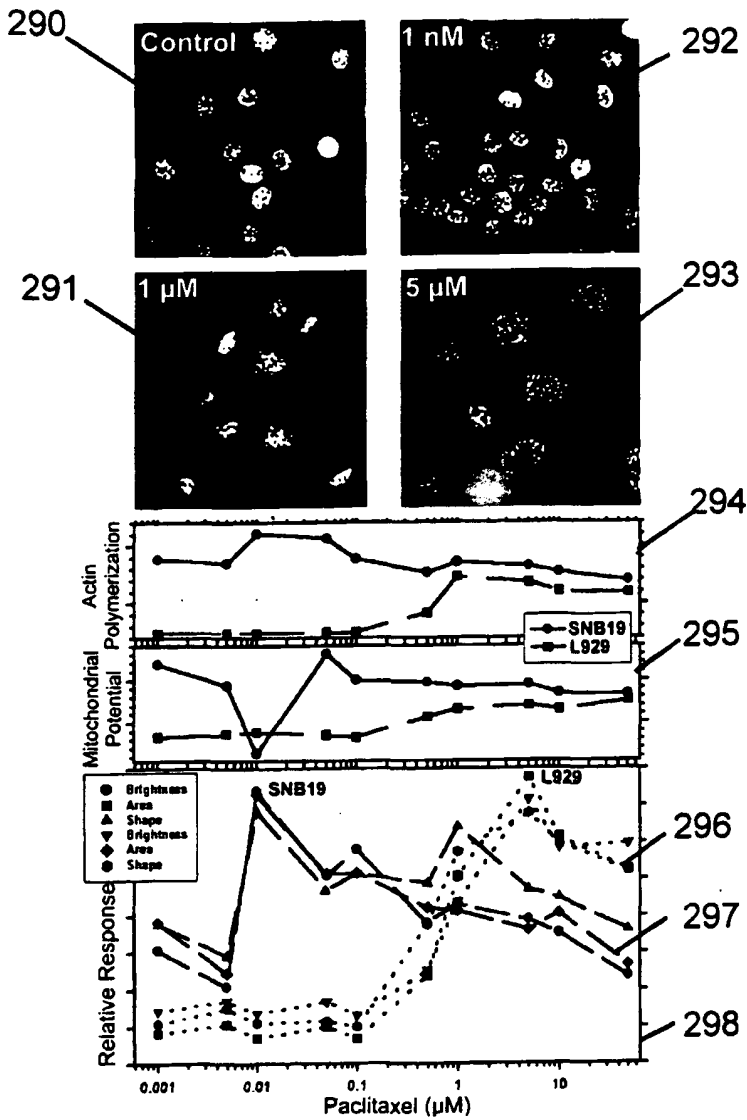 290
Control
1 nM
292
291
1 µM
5 µM
293
294
Actin
Polymerization
SNB19
L929
295
Mitochondrial
Potential
Brightness
Area
Shape
Brightness
Area
Shape
SNB19
L929
296
297
Relative Response
298
0.001
0.01
0.1
1
10
Paclitaxel (µM)